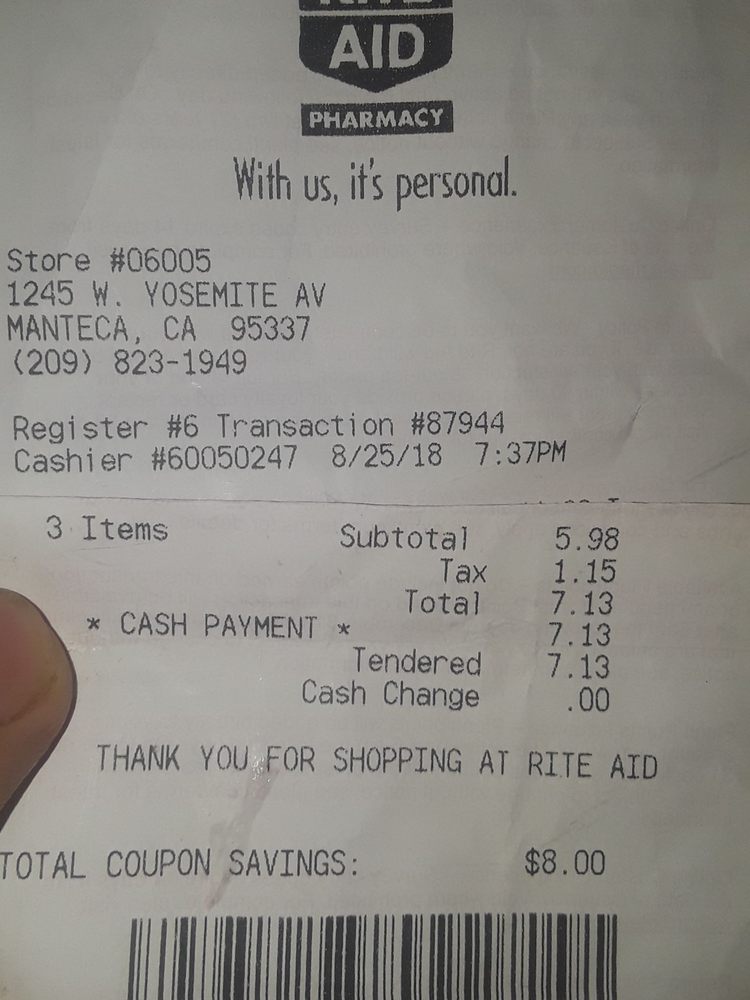 AID
PHARMACY
With us, it's personal.
Store #06005
1245 W. YOSEMITE AV
MANTECA, CA 95337
(209) 823-1949
Register #6 Transaction #87944
Cashier #60050247 8/25/18 7:37PM
3 Items
Subtotal 5.98
Tax 1.15
Total 7.13
* CASH PAYMENT * 7.13
Tendered 7.13
Cash Change .00
THANK YOU FOR SHOPPING AT RITE AID
TOTAL COUPON SAVINGS: $8.00